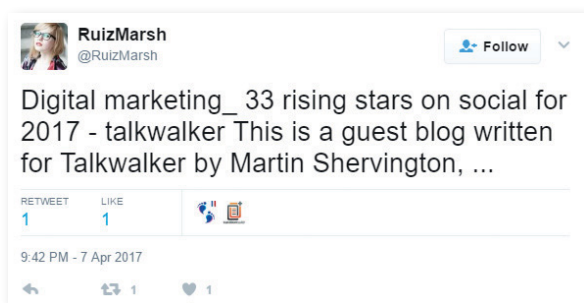 RuizMarsh
@RuizMarsh
Follow
Digital marketing_ 33 rising stars on social for
2017 - talkwalker This is a guest blog written
for Talkwalker by Martin Shervington, ...
RETWEET LIKE
1 1
9:42 PM - 7 Apr 2017
1 1